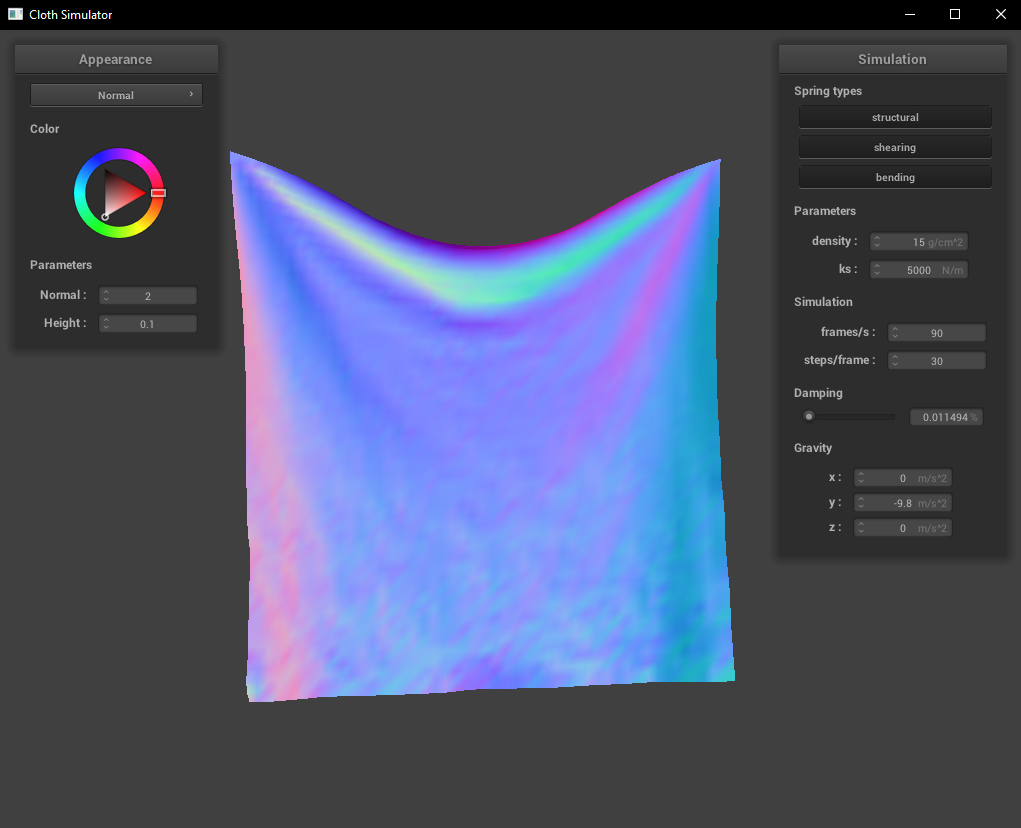 Cloth Simulator
Appearance
Normal
Color
Parameters
Normal : 2
Height : 0.1
Simulation
Spring types
structural
shearing
bending
Parameters
density : 15 g/cm^2
ks : 5000 N/m
Simulation
frames/s : 90
steps/frame : 30
Damping
0.011494 %
Gravity
x : 0 m/s^2
y : -9.8 m/s^2
z : 0 m/s^2